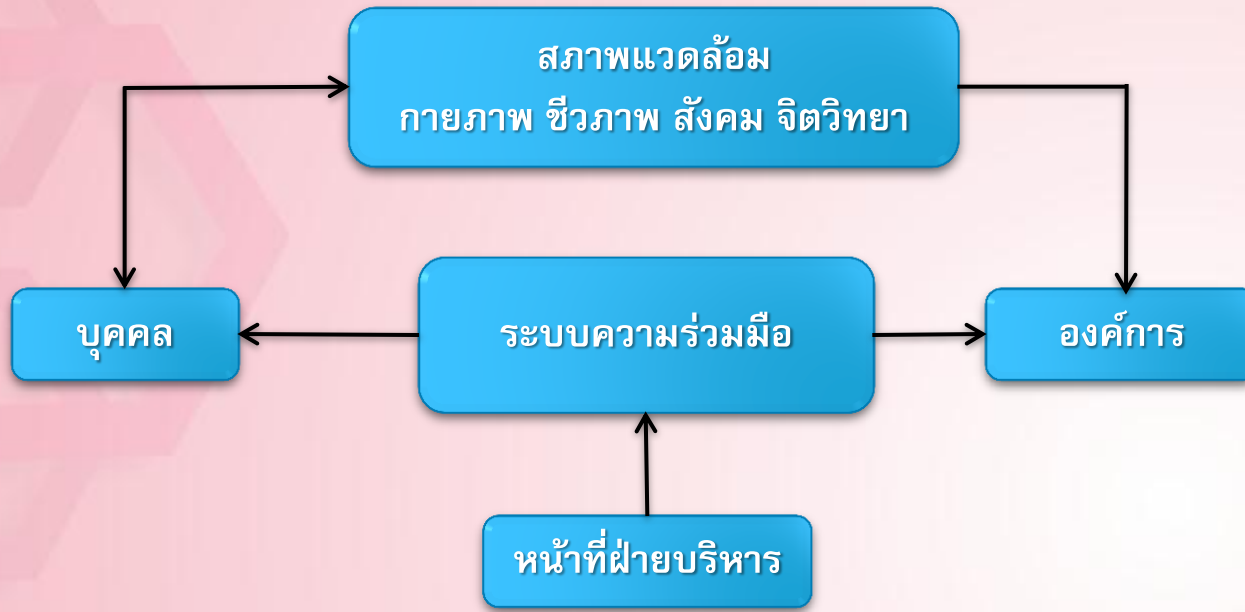 สภาพแวดล้อม
กายภาพ ชีวภาพ สังคม จิตวิทยา
บุคคล
ระบบความร่วมมือ
องค์การ
หน้าที่ฝ่ายบริหาร